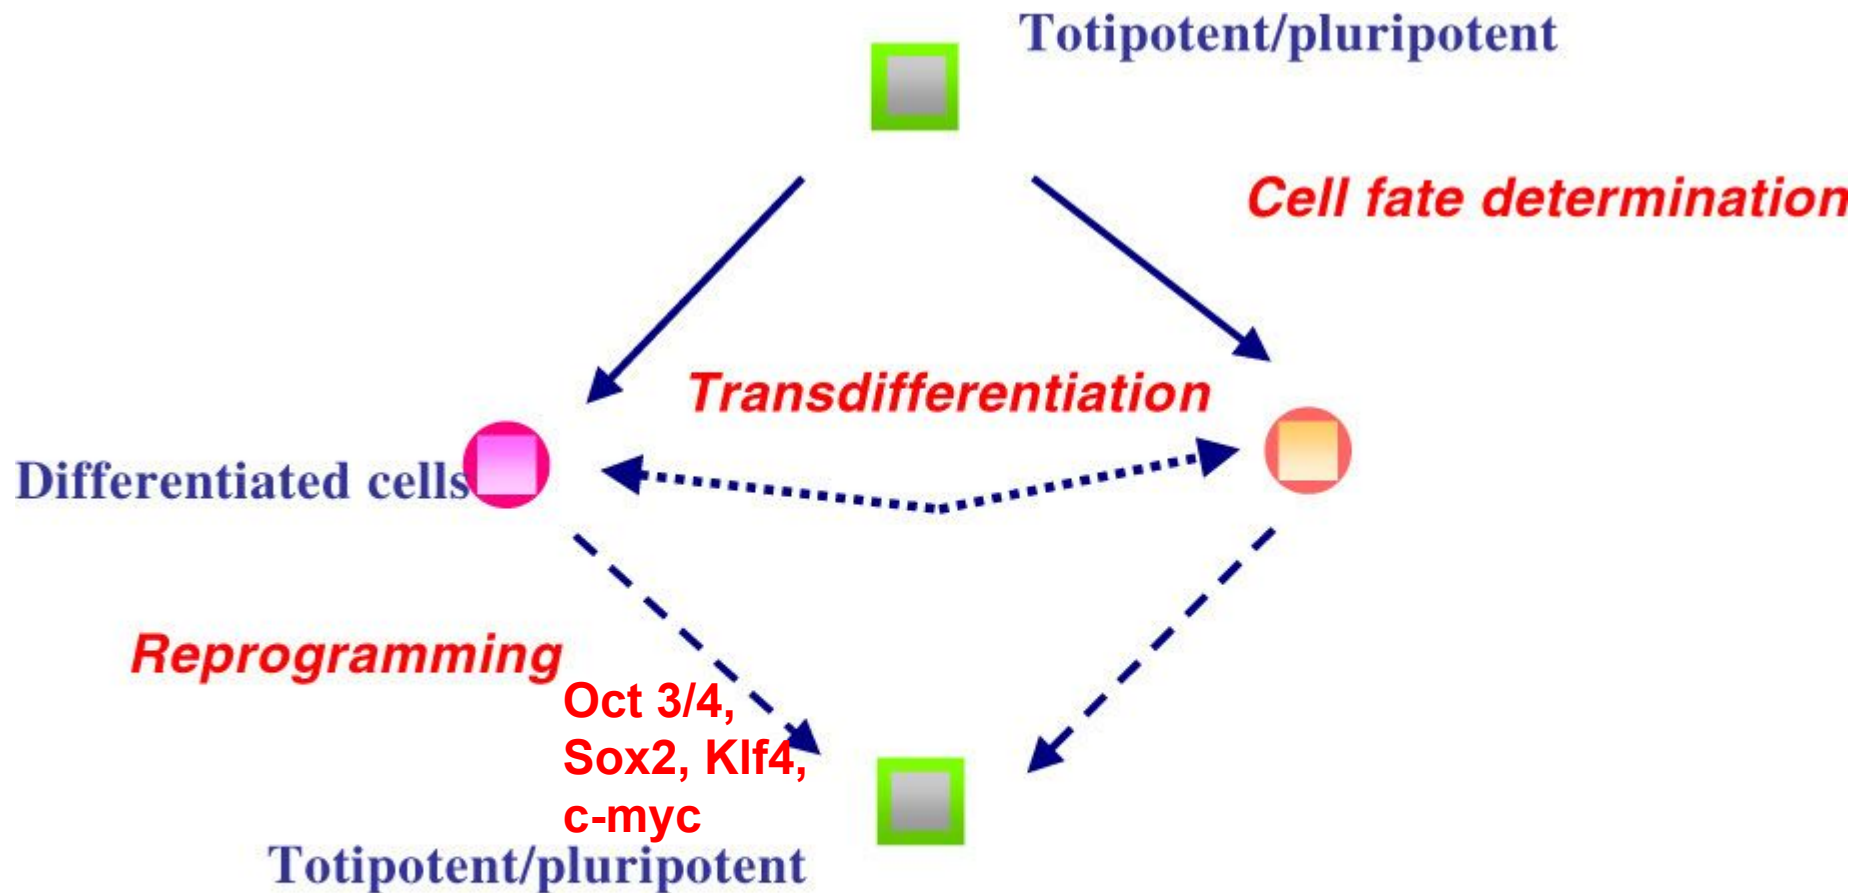 Totipotent/pluripotent
Cell fate determination
Transdifferentiation
Differentiated cells
Reprogramming
Oct 3/4,
Sox2, Klf4,
c-myc
Totipotent/pluripotent